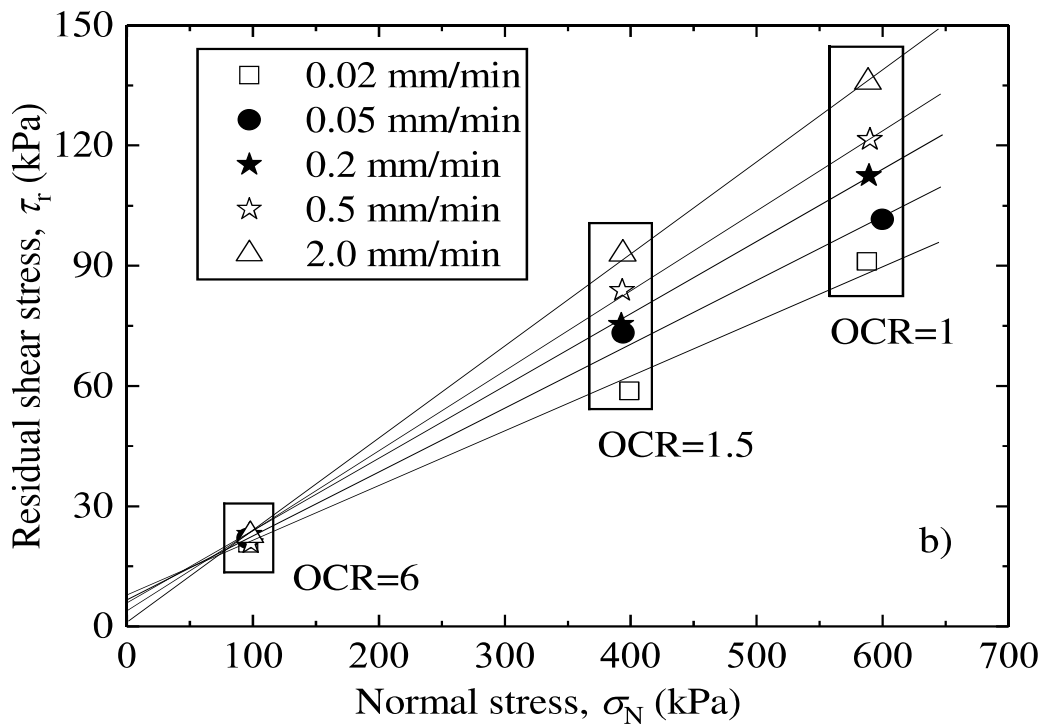 150
120
90
60
30
0
0
100
200
300
400
500
600
700
Residual shear stress, τr (kPa)
Normal stress, σN (kPa)
0.02 mm/min
0.05 mm/min
0.2 mm/min
0.5 mm/min
2.0 mm/min
OCR=1
OCR=1.5
OCR=6
b)